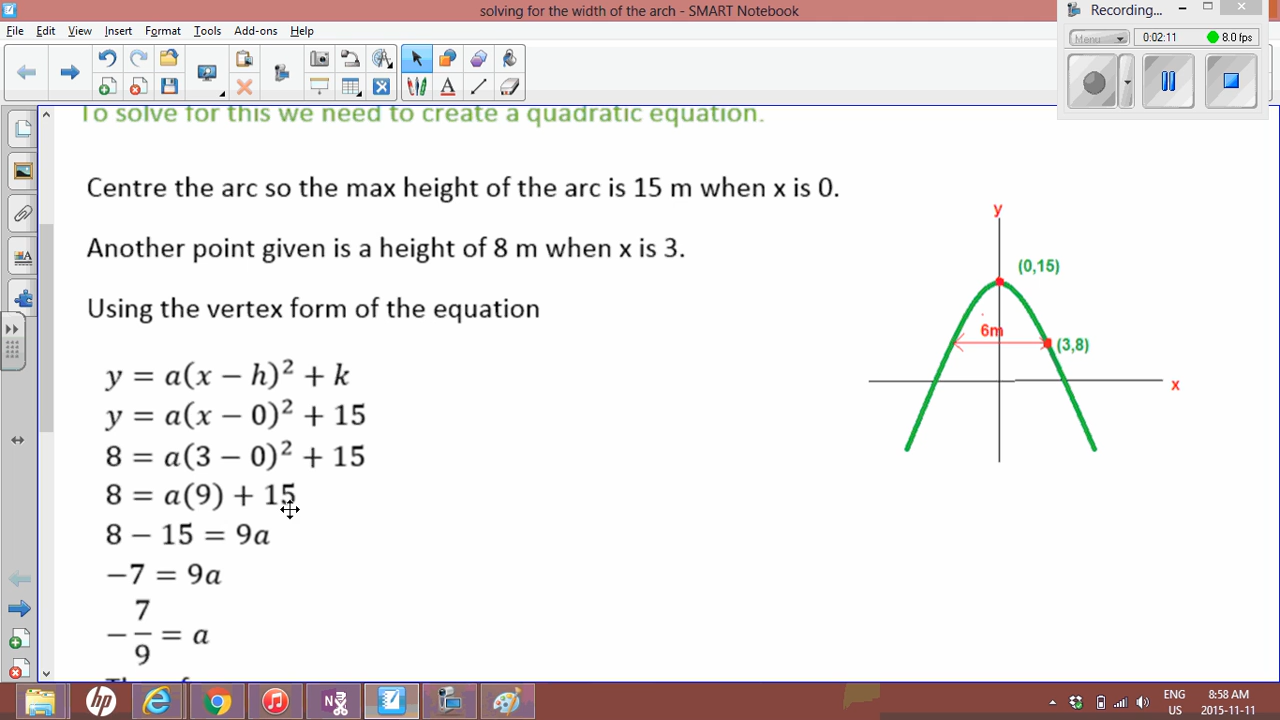 solving for the width of the arch - SMART Notebook
Recording...
File Edit View Insert Format Tools Add-ons Help
Menu 0:02:11 8.0 fps
To solve for this we need to create a quadratic equation.
Centre the arc so the max height of the arc is 15 m when x is 0.
Another point given is a height of 8 m when x is 3.
Using the vertex form of the equation
y = a(x − h)² + k
y = a(x − 0)² + 15
8 = a(3 − 0)² + 15
8 = a(9) + 15
8 − 15 = 9a
−7 = 9a
−7/9 = a
y
(0,15)
6m
(3,8)
x
ENG 8:58 AM
US 2015-11-11